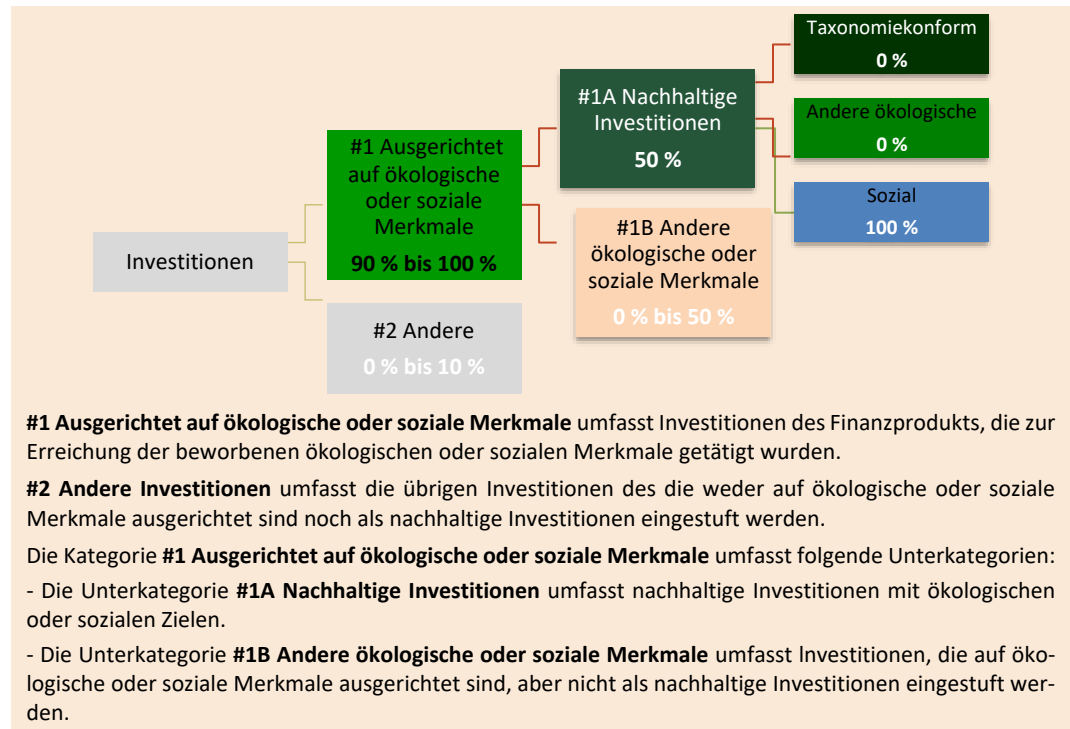 Investitionen
#1 Ausgerichtet
auf ökologische
oder soziale
Merkmale
90 % bis 100 %
#2 Andere
0 % bis 10 %
#1A Nachhaltige
Investitionen
50 %
#1B Andere
ökologische oder
soziale Merkmale
0 % bis 50 %
Taxonomiekonform
0 %
Andere ökologische
0 %
Sozial
100 %
#1 Ausgerichtet auf ökologische oder soziale Merkmale umfasst Investitionen des Finanzprodukts, die zur
Erreichung der beworbenen ökologischen oder sozialen Merkmale getätigt wurden.
#2 Andere Investitionen umfasst die übrigen Investitionen des die weder auf ökologische oder soziale
Merkmale ausgerichtet sind noch als nachhaltige Investitionen eingestuft werden.
Die Kategorie #1 Ausgerichtet auf ökologische oder soziale Merkmale umfasst folgende Unterkategorien:
- Die Unterkategorie #1A Nachhaltige Investitionen umfasst nachhaltige Investitionen mit ökologischen
oder sozialen Zielen.
- Die Unterkategorie #1B Andere ökologische oder soziale Merkmale umfasst lnvestitionen, die auf öko-
logische oder soziale Merkmale ausgerichtet sind, aber nicht als nachhaltige Investitionen eingestuft wer-
den.